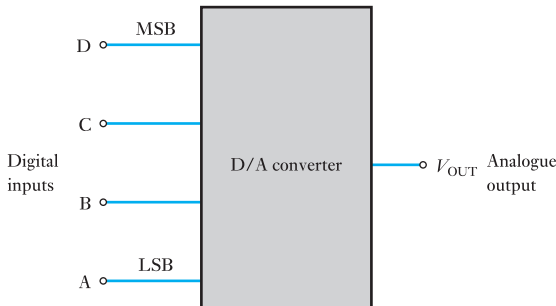 MSB
D
C
Digital
inputs
D/A converter
V_OUT
Analogue
output
B
LSB
A